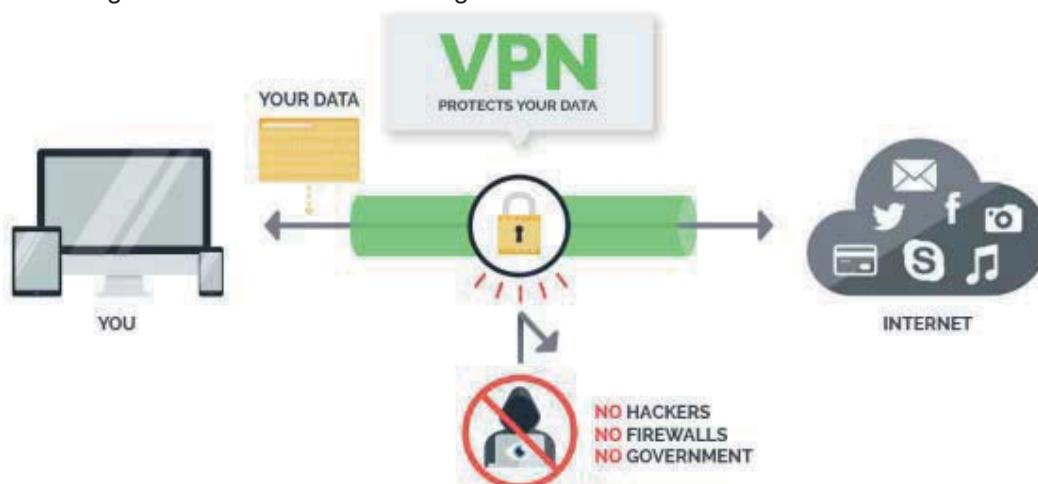 VPN
PROTECTS YOUR DATA
YOUR DATA
YOU
INTERNET
NO HACKERS
NO FIREWALLS
NO GOVERNMENT